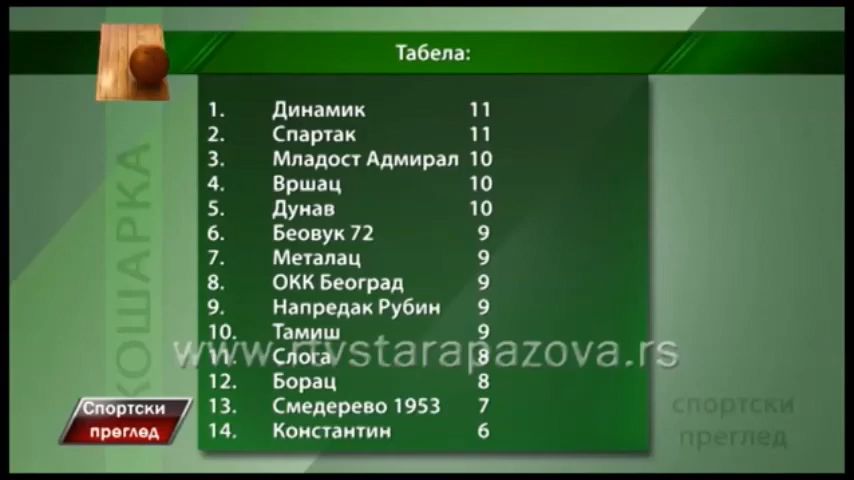 Табела:
1. Динамик 11
2. Спартак 11
3. Младост Адмирал 10
4. Вршац 10
5. Дунав 10
6. Беовук 72 9
7. Металац 9
8. ОКК Београд 9
9. Напредак Рубин 9
10. Тамиш 9
11. Слога 8
12. Борац 8
13. Смедерево 1953 7
14. Константин 6
www.rtvstarapazova.rs
КОШАРКА
Спортски
преглед
спортски
преглед